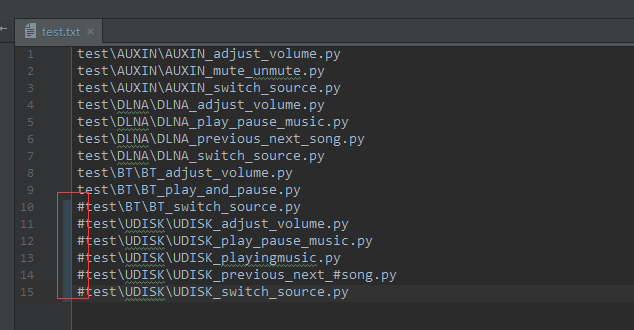 test.txt
1 test\AUXIN\AUXIN_adjust_volume.py
2 test\AUXIN\AUXIN_mute_unmute.py
3 test\AUXIN\AUXIN_switch_source.py
4 test\DLNA\DLNA_adjust_volume.py
5 test\DLNA\DLNA_play_pause_music.py
6 test\DLNA\DLNA_previous_next_song.py
7 test\DLNA\DLNA_switch_source.py
8 test\BT\BT_adjust_volume.py
9 test\BT\BT_play_and_pause.py
10 #test\BT\BT_switch_source.py
11 #test\UDISK\UDISK_adjust_volume.py
12 #test\UDISK\UDISK_play_pause_music.py
13 #test\UDISK\UDISK_playingmusic.py
14 #test\UDISK\UDISK_previous_next_#song.py
15 #test\UDISK\UDISK_switch_source.py